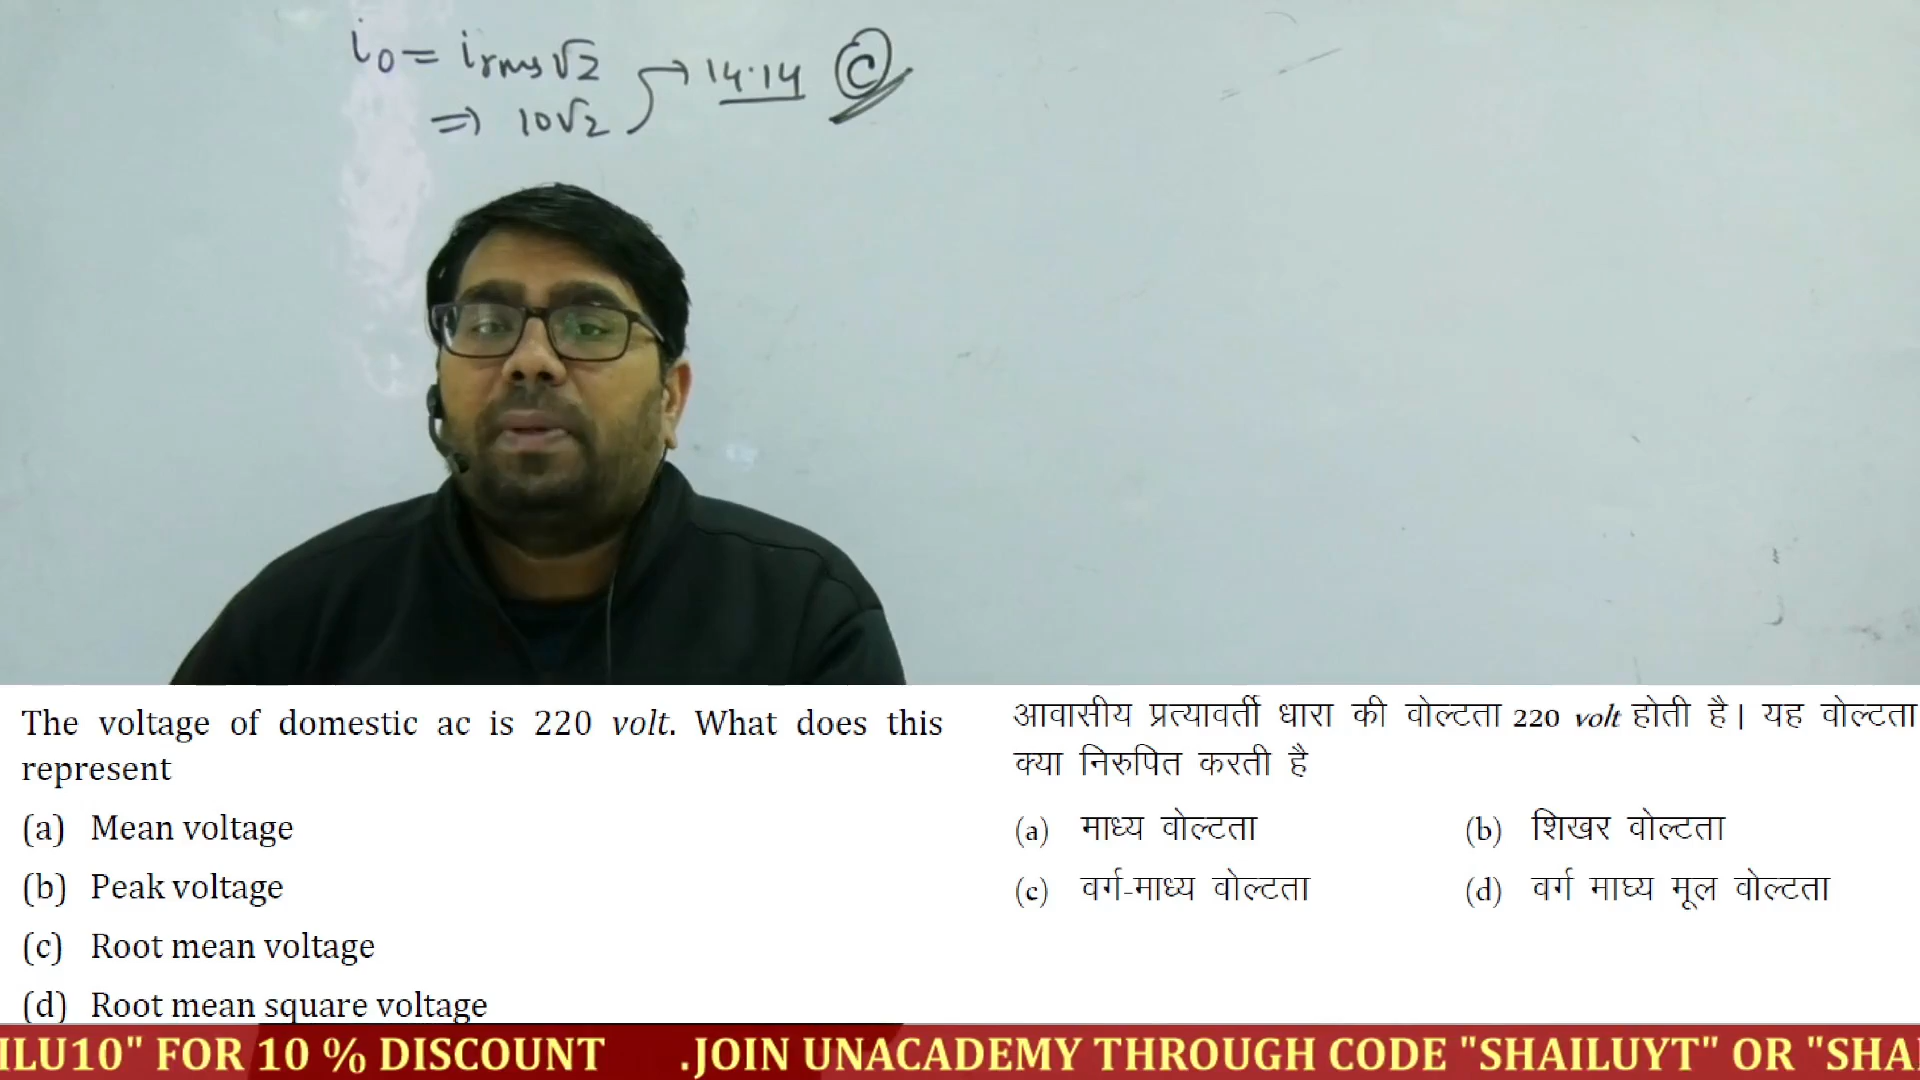 i₀ = iᵣₘₛ√2
⇒ 10√2 → 14.14 (C)
The voltage of domestic ac is 220 volt. What does this
represent
(a) Mean voltage
(b) Peak voltage
(c) Root mean voltage
(d) Root mean square voltage
आवासीय प्रत्यावर्ती धारा की वोल्टता 220 volt होती है। यह वोल्टता
क्या निरुपित करती है
(a) माध्य वोल्टता (b) शिखर वोल्टता
(c) वर्ग-माध्य वोल्टता (d) वर्ग माध्य मूल वोल्टता
ILU10" FOR 10 % DISCOUNT .JOIN UNACADEMY THROUGH CODE "SHAILUYT" OR "SHA